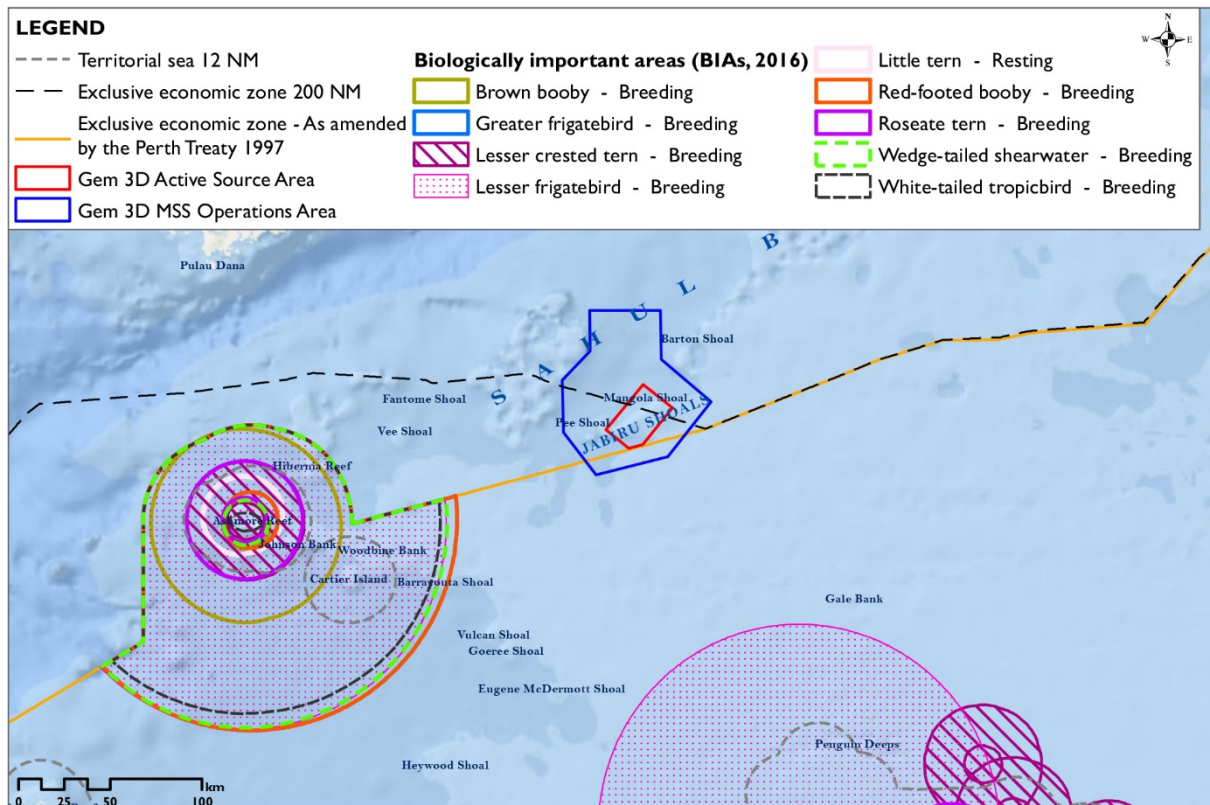 LEGEND
Territorial sea 12 NM
Exclusive economic zone 200 NM
Exclusive economic zone - As amended
by the Perth Treaty 1997
Gem 3D Active Source Area
Gem 3D MSS Operations Area
Biologically important areas (BIAs, 2016)
Brown booby - Breeding
Greater frigatebird - Breeding
Lesser crested tern - Breeding
Lesser frigatebird - Breeding
Little tern - Resting
Red-footed booby - Breeding
Roseate tern - Breeding
Wedge-tailed shearwater - Breeding
White-tailed tropicbird - Breeding
N
W E
S
Pulau Dana
SAHUL B
Barton Shoal
Fantome Shoal
Mangola Shoal
Vee Shoal
Pee Shoal
JABIRU SHOALS
Hibernia Reef
Ashmore Reef
Johnson Bank
Woodbine Bank
Cartier Island
Barracouta Shoal
Gale Bank
Vulcan Shoal
Goeree Shoal
Eugene McDermott Shoal
Penguin Deeps
Heywood Shoal
0 25 50 100 km